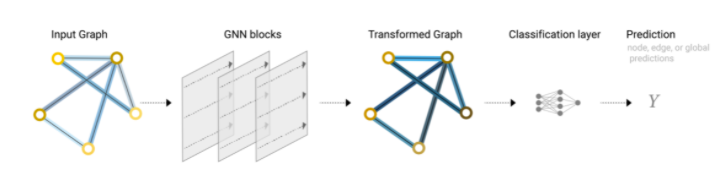 Input Graph
GNN blocks
Transformed Graph
Classification layer
Prediction
node, edge, or global
predictions
Y